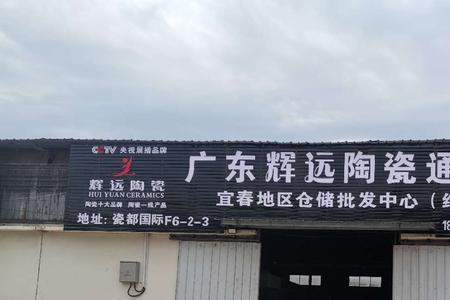 CCTV 央视展播品牌
辉远陶瓷
HUI YUAN CERAMICS
陶瓷十大品牌 陶瓷一线产品
地址: 瓷都国际F6-2-3
广东辉远陶瓷通
宜春地区仓储批发中心（
18